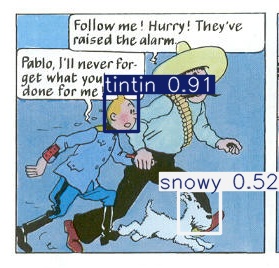 Follow me! Hurry! They've
raised the alarm
Pablo, I'll never for-
get what you
done for me
tintin 0.91
snowy 0.52